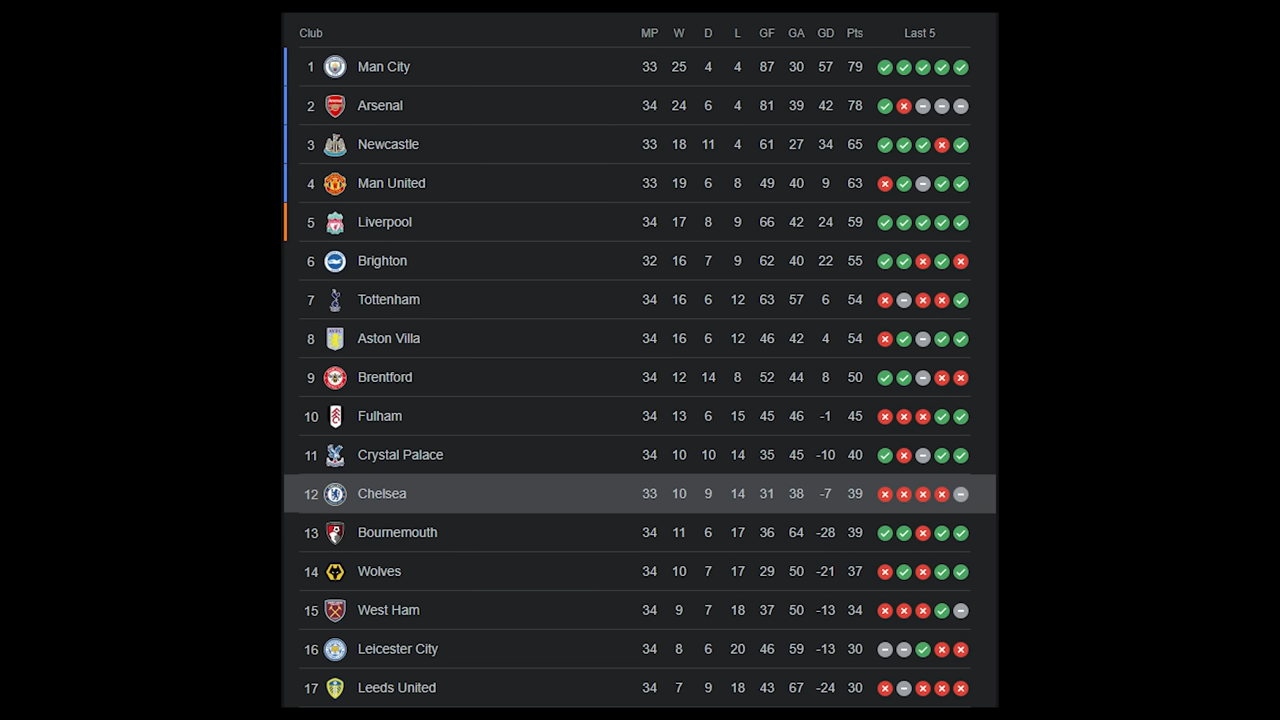 Club MP W D L GF GA GD Pts Last 5
1 Man City 33 25 4 4 87 30 57 79
2 Arsenal 34 24 6 4 81 39 42 78
3 Newcastle 33 18 11 4 61 27 34 65
4 Man United 33 19 6 8 49 40 9 63
5 Liverpool 34 17 8 9 66 42 24 59
6 Brighton 32 16 7 9 62 40 22 55
7 Tottenham 34 16 6 12 63 57 6 54
8 Aston Villa 34 16 6 12 46 42 4 54
9 Brentford 34 12 14 8 52 44 8 50
10 Fulham 34 13 6 15 45 46 -1 45
11 Crystal Palace 34 10 10 14 35 45 -10 40
12 Chelsea 33 10 9 14 31 38 -7 39
13 Bournemouth 34 11 6 17 36 64 -28 39
14 Wolves 34 10 7 17 29 50 -21 37
15 West Ham 34 9 7 18 37 50 -13 34
16 Leicester City 34 8 6 20 46 59 -13 30
17 Leeds United 34 7 9 18 43 67 -24 30